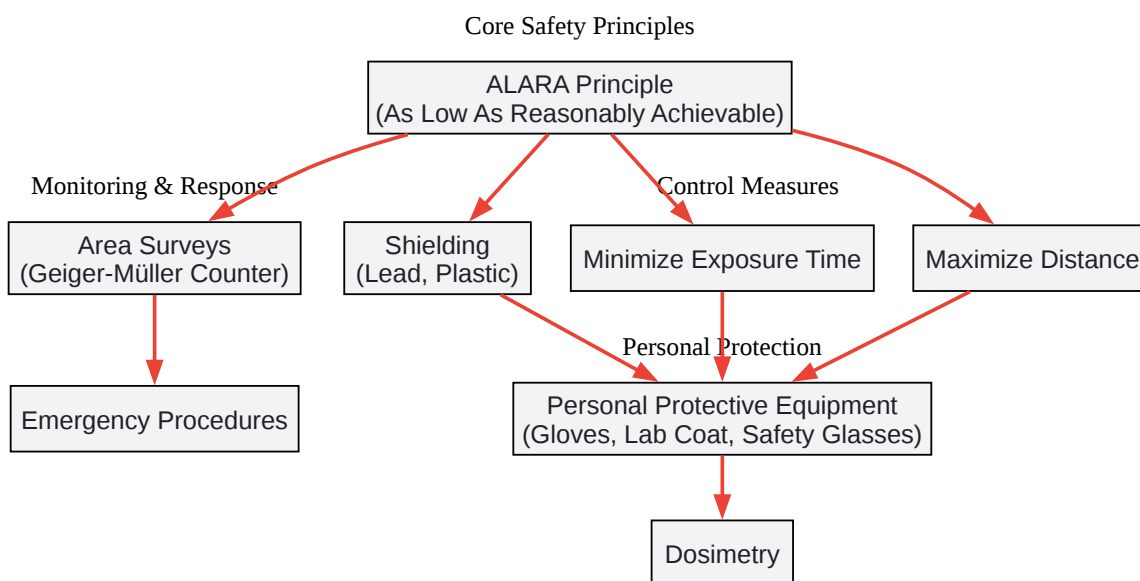 Core Safety Principles
ALARA Principle
(As Low As Reasonably Achievable)
Monitoring & Response
Control Measures
Area Surveys
(Geiger-Müller Counter)
Shielding
(Lead, Plastic)
Minimize Exposure Time
Maximize Distance
Personal Protection
Emergency Procedures
Personal Protective Equipment
(Gloves, Lab Coat, Safety Glasses)
Dosimetry